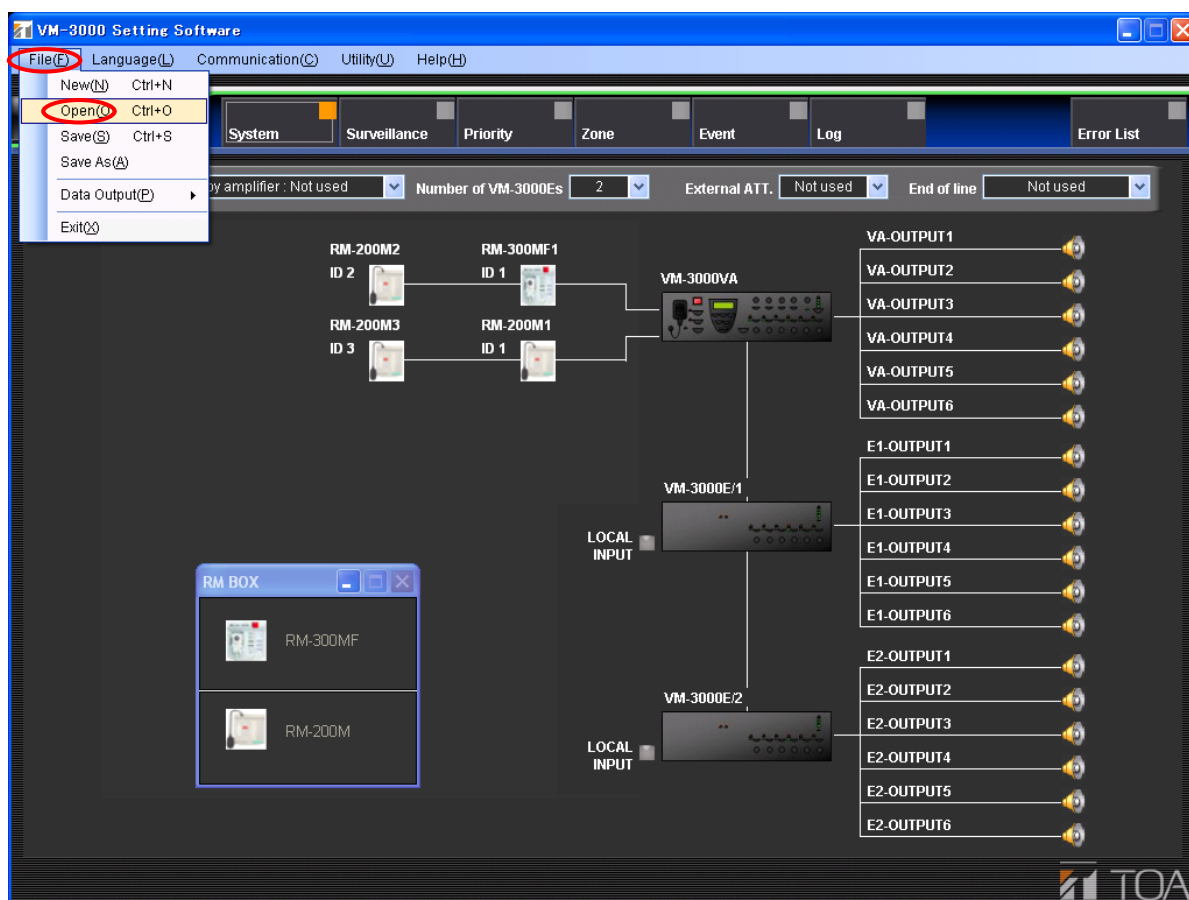 VM-3000 Setting Software
File(F) Language(L) Communication(C) Utility(U) Help(H)
New(N) Ctrl+N
Open(O) Ctrl+O
Save(S) Ctrl+S
Save As(A)
Data Output(P)
Exit(X)
System Surveillance Priority Zone Event Log Error List
by amplifier : Not used Number of VM-3000Es 2 External ATT. Not used End of line Not used
RM-200M2 RM-300MF1
ID 2 ID 1
RM-200M3 RM-200M1
ID 3 ID 1
VM-3000VA
VA-OUTPUT1
VA-OUTPUT2
VA-OUTPUT3
VA-OUTPUT4
VA-OUTPUT5
VA-OUTPUT6
VM-3000E/1
LOCAL
INPUT
E1-OUTPUT1
E1-OUTPUT2
E1-OUTPUT3
E1-OUTPUT4
E1-OUTPUT5
E1-OUTPUT6
RM BOX
RM-300MF
RM-200M
VM-3000E/2
LOCAL
INPUT
E2-OUTPUT1
E2-OUTPUT2
E2-OUTPUT3
E2-OUTPUT4
E2-OUTPUT5
E2-OUTPUT6
TOA